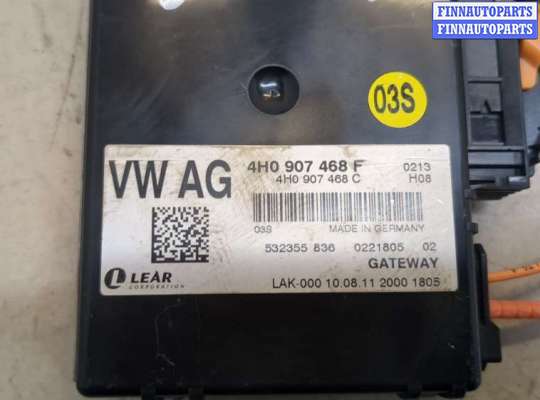 FINNAUTOPARTS
FINNAUTOPARTS
FINNAUTOPARTS
03S
VW AG
4H0 907 468 F 0213
4H0 907 468 C H08
03S MADE IN GERMANY
532355 836 0221805 02
GATEWAY
LEAR
CORPORATION
LAK-000 10.08.11 2000 1805